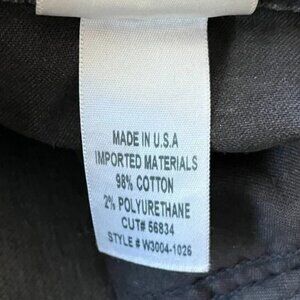 MADE IN U.S.A
IMPORTED MATERIALS
98% COTTON
2% POLYURETHANE
CUT# 56834
STYLE # W3004-1026